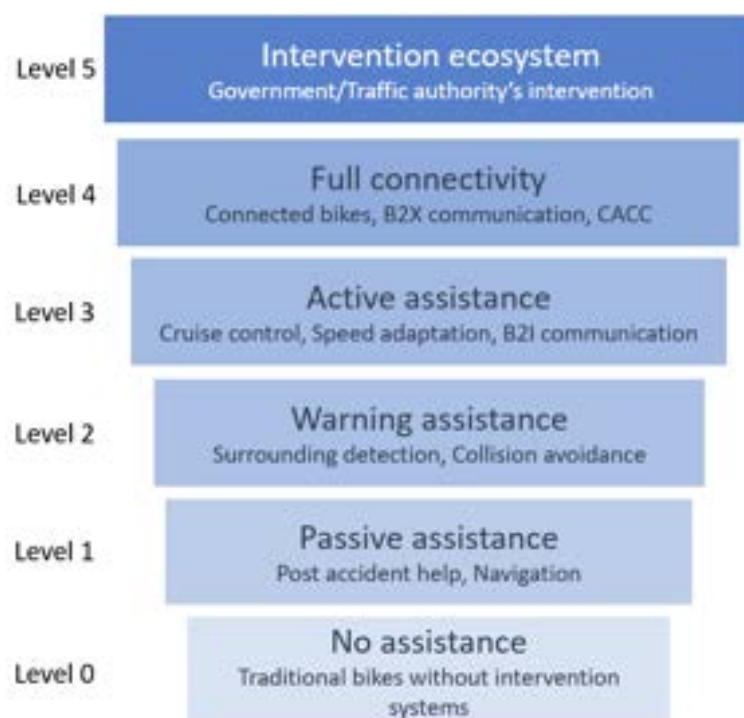 Level 5
Intervention ecosystem
Government/Traffic authority's intervention
Level 4
Full connectivity
Connected bikes, B2X communication, CACC
Level 3
Active assistance
Cruise control, Speed adaptation, B2I communication
Level 2
Warning assistance
Surrounding detection, Collision avoidance
Level 1
Passive assistance
Post accident help, Navigation
Level 0
No assistance
Traditional bikes without intervention
systems